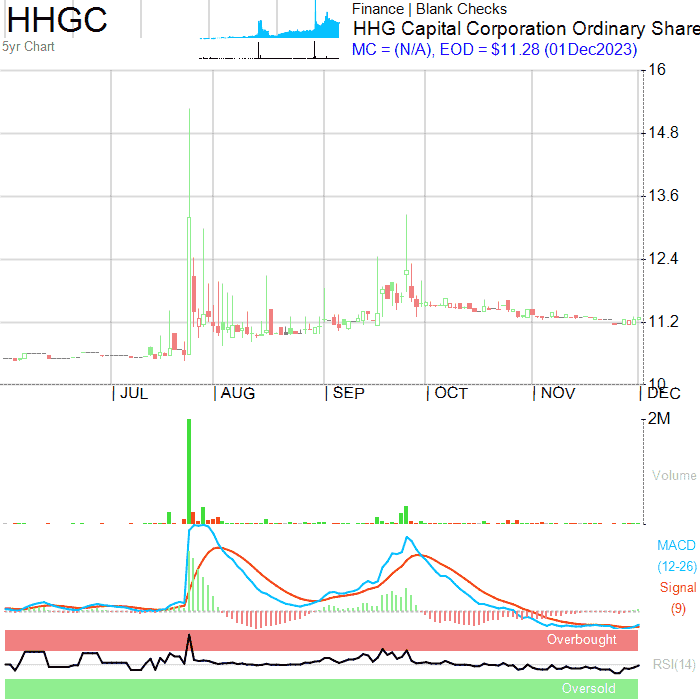 HHGC
5yr Chart
Finance | Blank Checks
HHG Capital Corporation Ordinary Share
MC = (N/A), EOD = $11.28 (01Dec2023)
16
14.8
13.6
12.4
11.2
10
JUL AUG SEP OCT NOV DEC
2M
Volume
MACD
(12-26)
Signal
(9)
Overbought
RSI(14)
Oversold